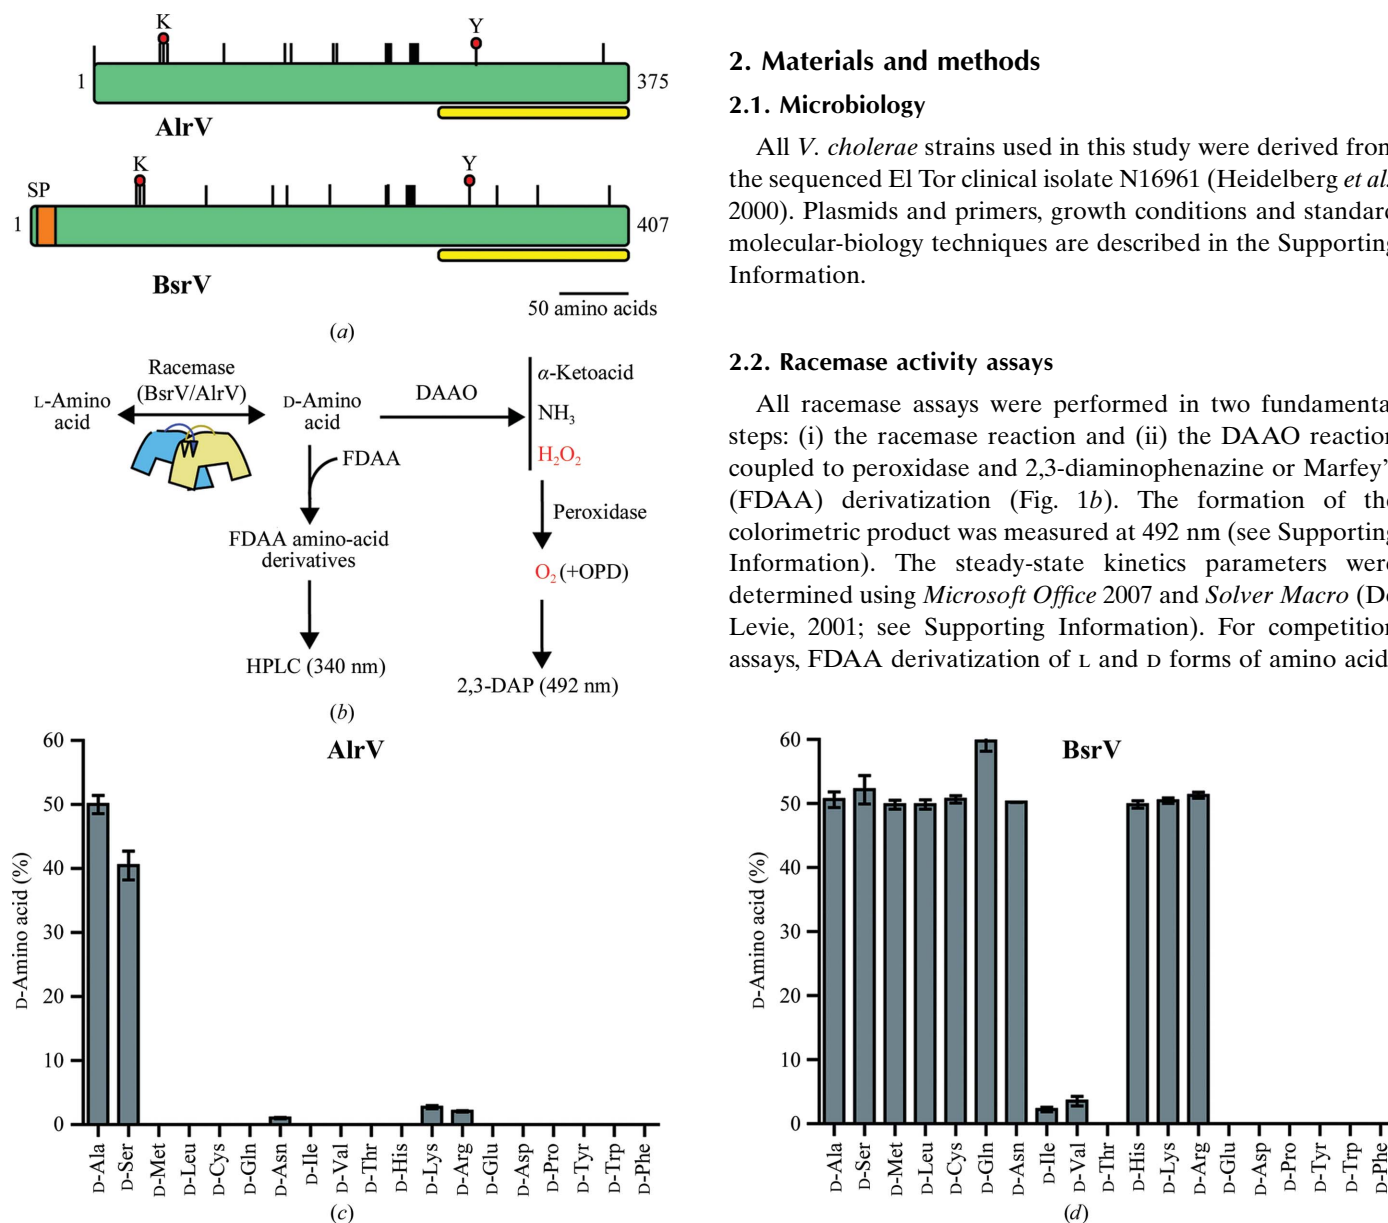 K
Y
1
375
AlrV
K
Y
SP
1
407
BsrV
50 amino acids
(a)
Racemase
(BsrV/AlrV)
L-Amino
acid
D-Amino
acid
DAAO
α-Ketoacid
NH3
H2O2
FDAA
Peroxidase
FDAA amino-acid
derivatives
O2 (+OPD)
HPLC (340 nm)
2,3-DAP (492 nm)
(b)
2. Materials and methods
2.1. Microbiology
All V. cholerae strains used in this study were derived from
the sequenced El Tor clinical isolate N16961 (Heidelberg et al.
2000). Plasmids and primers, growth conditions and standard
molecular-biology techniques are described in the Supporting
Information.
2.2. Racemase activity assays
All racemase assays were performed in two fundamenta
steps: (i) the racemase reaction and (ii) the DAAO reaction
coupled to peroxidase and 2,3-diaminophenazine or Marfey'
(FDAA) derivatization (Fig. 1b). The formation of the
colorimetric product was measured at 492 nm (see Supporting
Information). The steady-state kinetics parameters were
determined using Microsoft Office 2007 and Solver Macro (De
Levie, 2001; see Supporting Information). For competition
assays, FDAA derivatization of L and D forms of amino acid
AlrV
D-Amino acid (%)
60
50
40
30
20
10
0
D-Ala
D-Ser
D-Met
D-Leu
D-Cys
D-Gln
D-Asn
D-Ile
D-Val
D-Thr
D-His
D-Lys
D-Arg
D-Glu
D-Asp
D-Pro
D-Tyr
D-Trp
D-Phe
(c)
BsrV
D-Amino acid (%)
60
50
40
30
20
10
0
D-Ala
D-Ser
D-Met
D-Leu
D-Cys
D-Gln
D-Asn
D-Ile
D-Val
D-Thr
D-His
D-Lys
D-Arg
D-Glu
D-Asp
D-Pro
D-Tyr
D-Trp
D-Phe
(d)